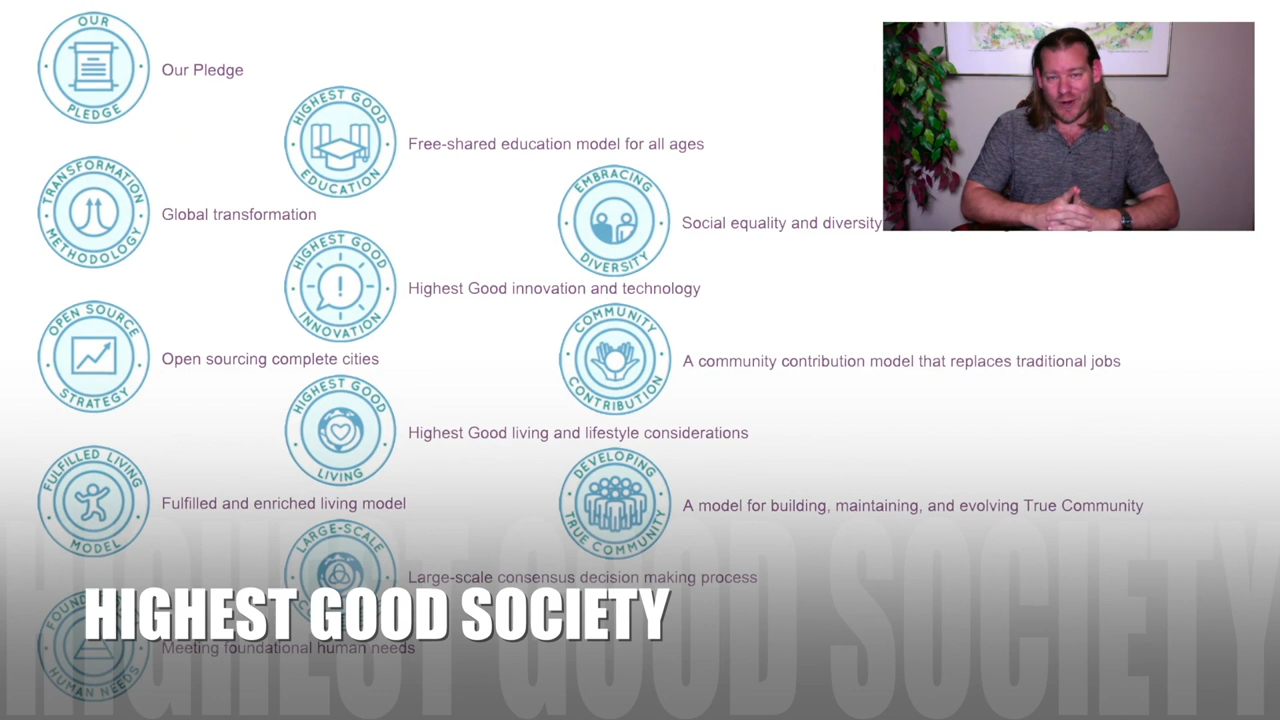 OUR
PLEDGE
Our Pledge
HIGHEST GOOD
EDUCATION
Free-shared education model for all ages
TRANSFORMATION
METHODOLOGY
Global transformation
EMBRACING
DIVERSITY
Social equality and diversity
HIGHEST GOOD
INNOVATION
Highest Good innovation and technology
OPEN SOURCE
STRATEGY
Open sourcing complete cities
COMMUNITY
CONTRIBUTION
A community contribution model that replaces traditional jobs
HIGHEST GOOD
LIVING
Highest Good living and lifestyle considerations
FULFILLED LIVING
MODEL
Fulfilled and enriched living model
DEVELOPING
TRUE COMMUNITY
A model for building, maintaining, and evolving True Community
LARGE-SCALE
Large-scale consensus decision making process
HIGHEST GOOD SOCIETY
HUMAN NEEDS
Meeting foundational human needs
HIGHEST GOOD SOCIETY